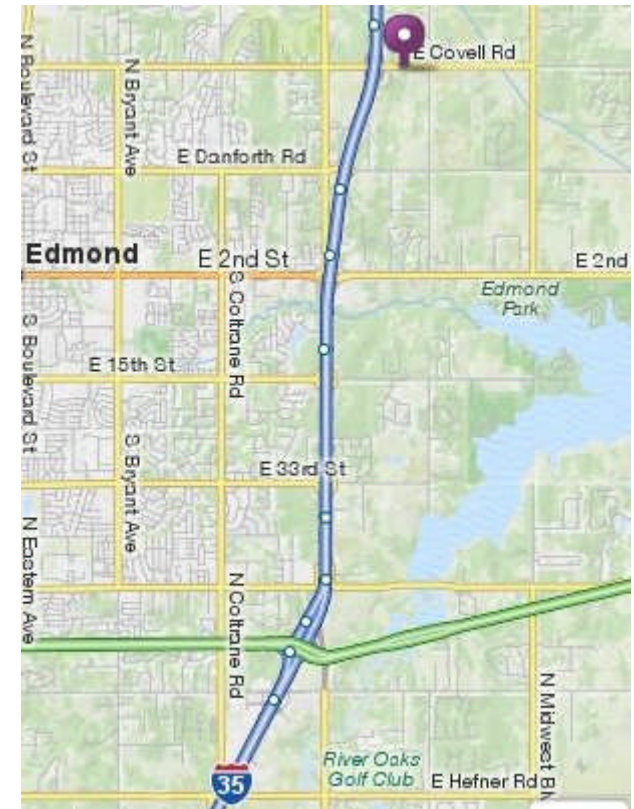 E Covell Rd
N Boulevard St
N Bryant Ave
E Danforth Rd
Edmond
E 2nd St
E 2nd
Edmond
Park
S Coltrane Rd
S Boulevard St
E 15th St
S Bryant Ave
E 33rd St
N Eastern Ave
N Coltrane Rd
N Midwest
River Oaks
Golf Club
E Hefner Rd
35